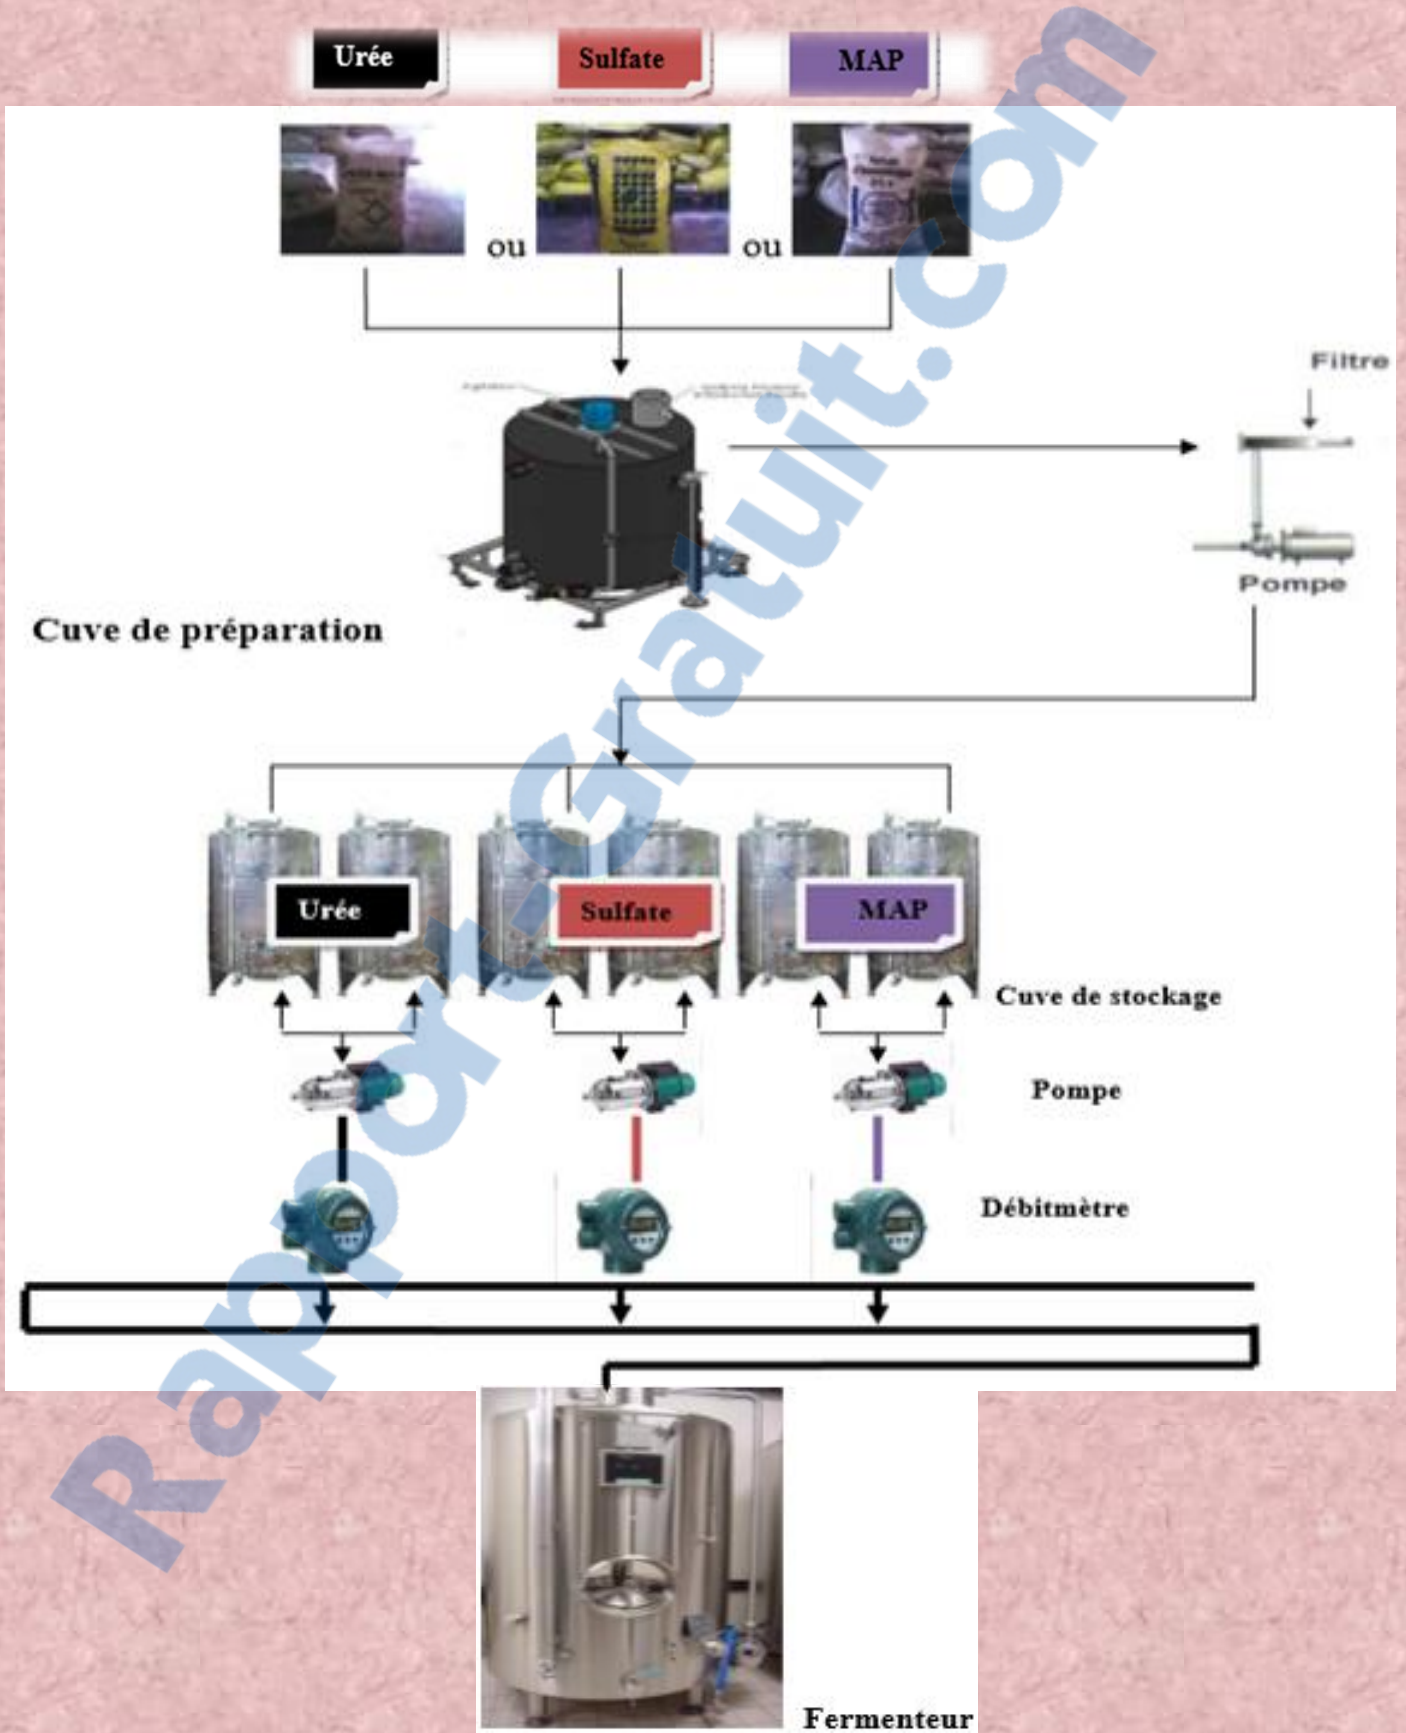 Urée
Sulfate
MAP
ou
ou
Filtre
Pompe
Cuve de préparation
Urée
Sulfate
MAP
Cuve de stockage
Pompe
Débitmètre
Fermenteur
Rapport-Gratuit.com